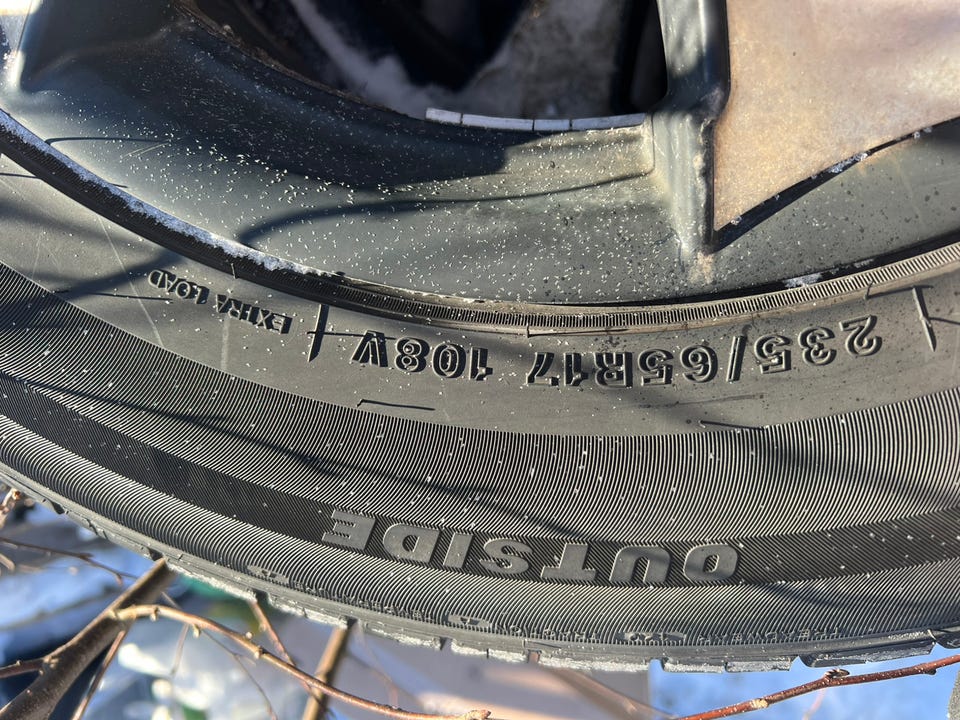 235/65R17 108V
EXTRA LOAD
OUTSIDE